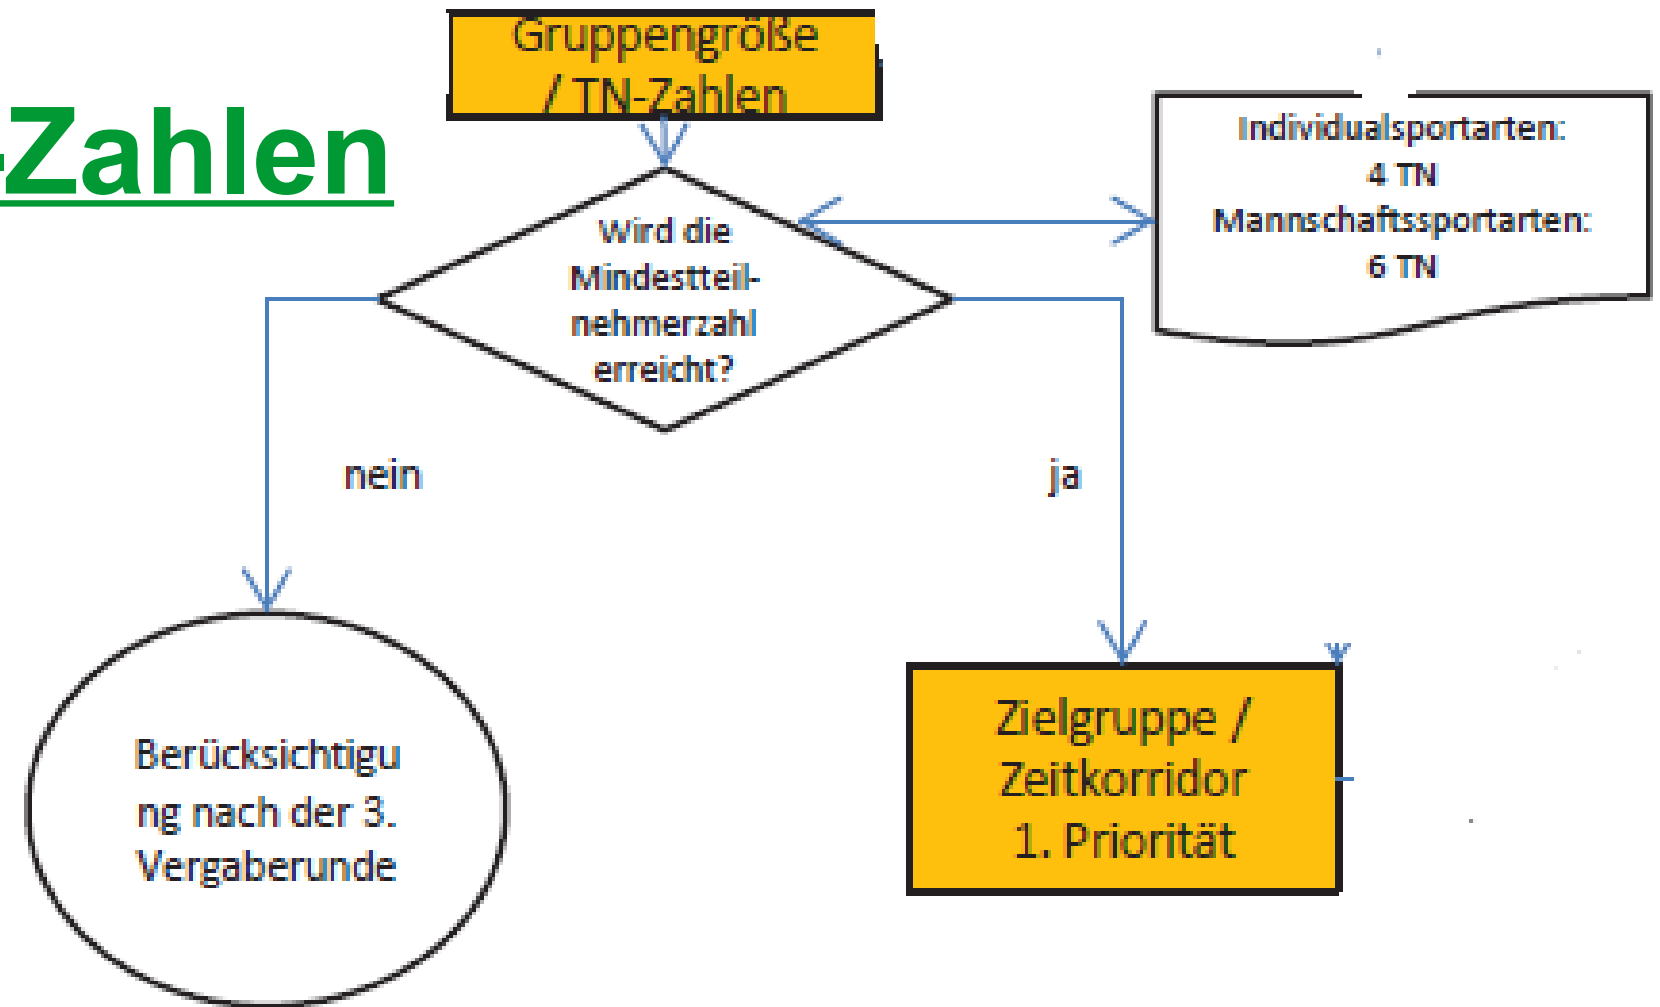 -Zahlen
Gruppengröße
/ TN-Zahlen
Individualsportarten:
4 TN
Mannschaftssportarten:
6 TN
Wird die
Mindestteil-
nehmerzahl
erreicht?
nein
ja
Berücksichtigu
ng nach der 3.
Vergaberunde
Zielgruppe /
Zeitkorridor
1. Priorität